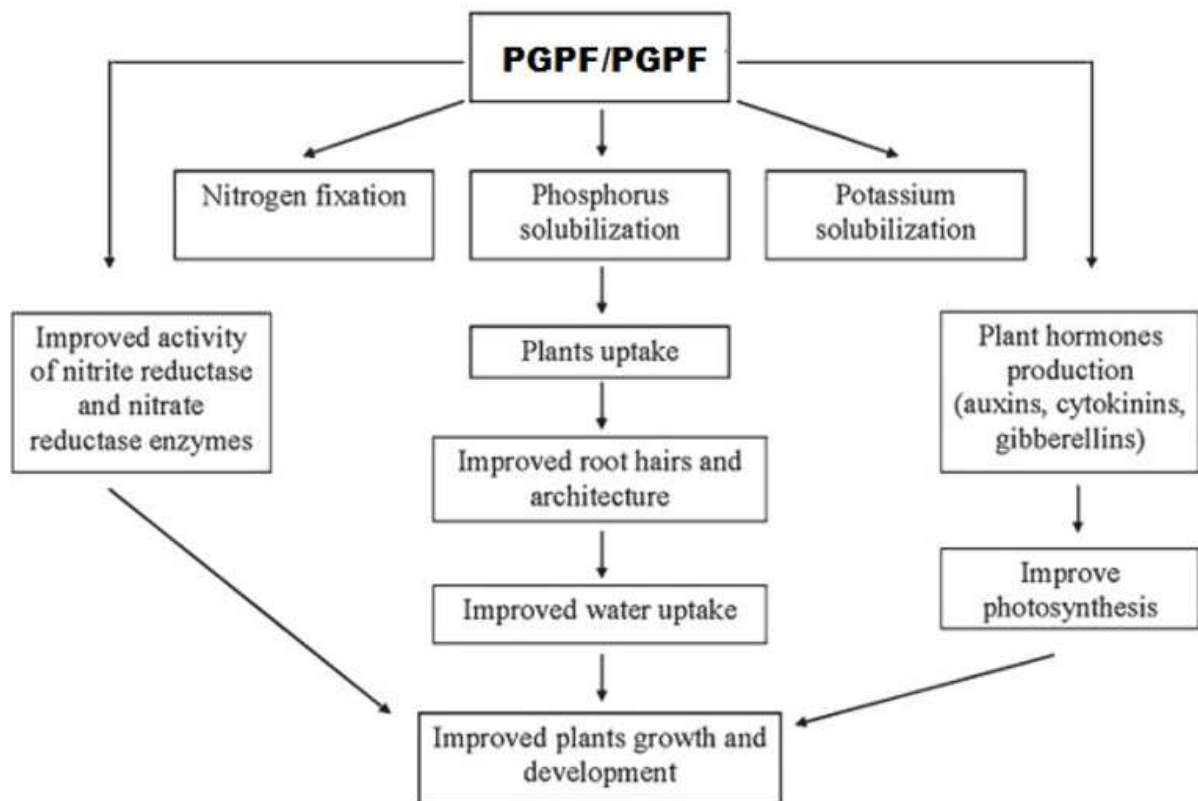 PGPF/PGPF
Nitrogen fixation
Phosphorus
solubilization
Potassium
solubilization
Improved activity
of nitrite reductase
and nitrate
reductase enzymes
Plants uptake
Plant hormones
production
(auxins, cytokinins,
gibberellins)
Improved root hairs and
architecture
Improved water uptake
Improve
photosynthesis
Improved plants growth and
development